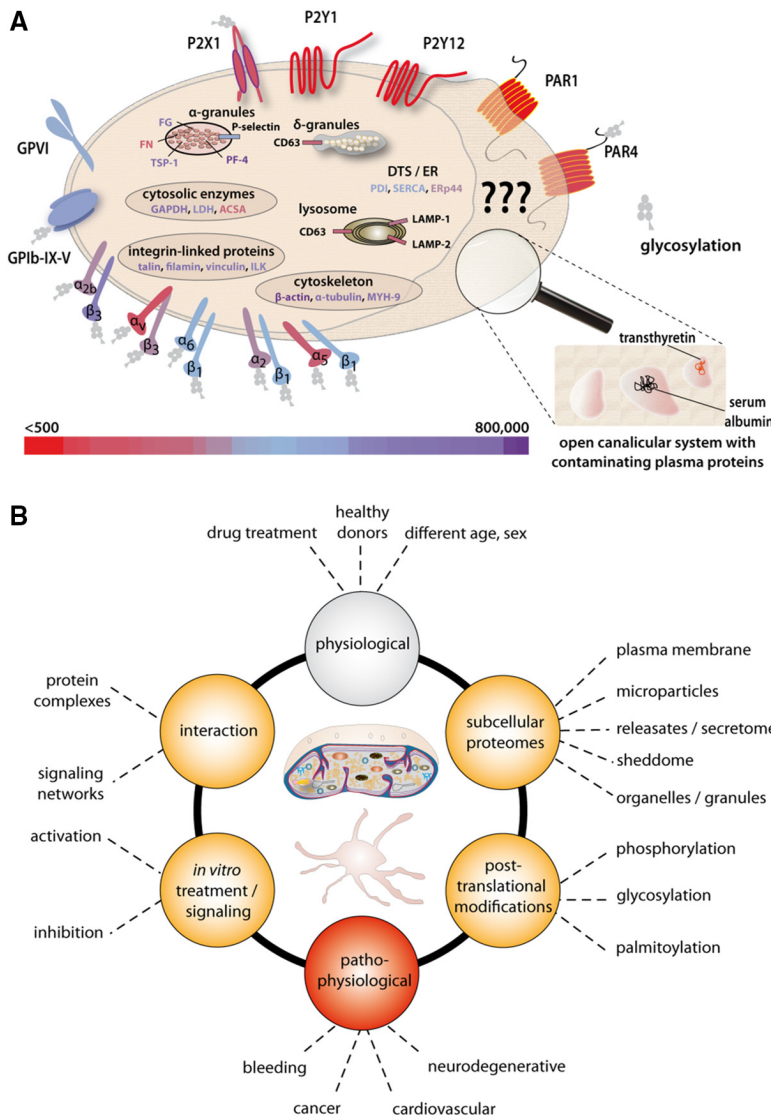 A
P2X1
P2Y1
P2Y12
PAR1
PAR4
GPVI
GPIb-IX-V
α-granules
FG
P-selectin
FN
TSP-1
PF-4
δ-granules
CD63
DTS / ER
PDI, SERCA, ERp44
???
cytosolic enzymes
GAPDH, LDH, ACSA
lysosome
LAMP-1
CD63
LAMP-2
integrin-linked proteins
talin, filamin, vinculin, ILK
cytoskeleton
β-actin, α-tubulin, MYH-9
glycosylation
α2b
β3
αv
β3
α6
β1
α2
β1
α5
β1
transthyretin
serum
albumin
<500
800,000
open canalicular system with
contaminating plasma proteins
B
drug treatment
healthy
donors
different age, sex
physiological
protein
complexes
signaling
networks
interaction
subcellular
proteomes
plasma membrane
microparticles
releasates / secretome
sheddome
organelles / granules
activation
inhibition
in vitro
treatment /
signaling
post-
translational
modifications
phosphorylation
glycosylation
palmitoylation
patho-
physiological
bleeding
cancer
cardiovascular
neurodegenerative